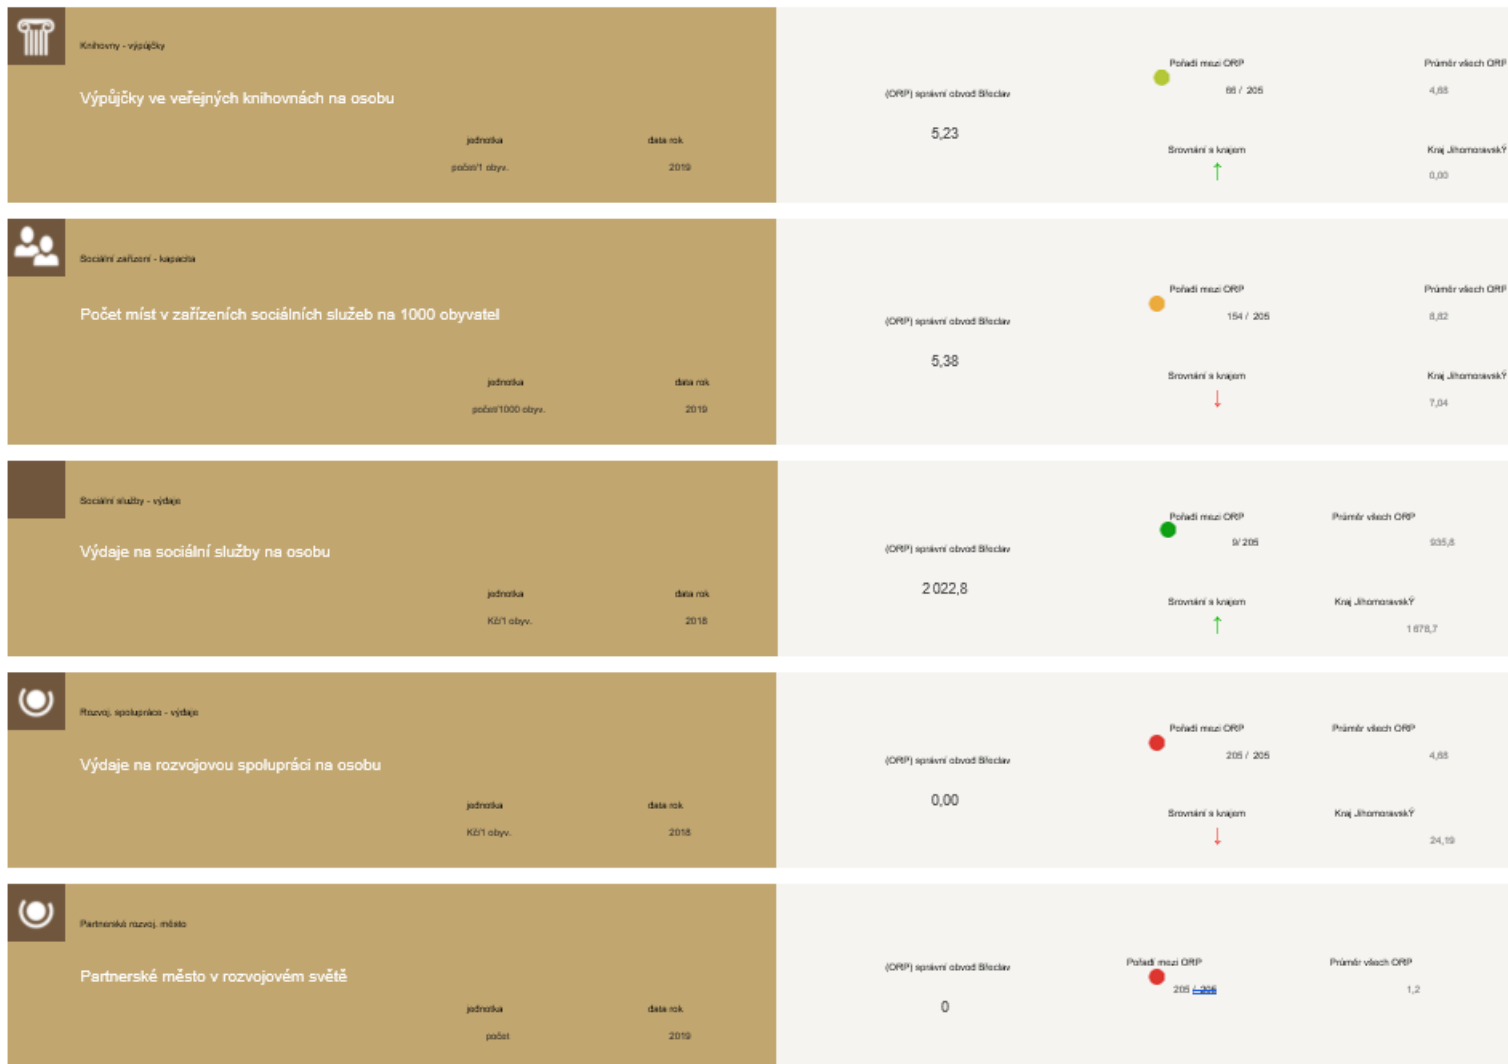 Knihovny - výpůjčky
Výpůjčky ve veřejných knihovnách na osobu
jednotka data rok
počet/1 obyv. 2019
(ORP) správní obvod Břeclav
5,23
Pořadí mezi ORP Průměr všech ORP
66 / 205 4,68
Srovnání s krajem Kraj JihomoravskÝ
↑ 0,00
Sociální zařízení - kapacita
Počet míst v zařízeních sociálních služeb na 1000 obyvatel
jednotka data rok
počet/1000 obyv. 2019
(ORP) správní obvod Břeclav
5,38
Pořadí mezi ORP Průměr všech ORP
154 / 205 8,82
Srovnání s krajem Kraj JihomoravskÝ
↓ 7,04
Sociální služby - výdaje
Výdaje na sociální služby na osobu
jednotka data rok
Kč/1 obyv. 2018
(ORP) správní obvod Břeclav
2 022,8
Pořadí mezi ORP Průměr všech ORP
9/ 205 935,8
Srovnání s krajem Kraj JihomoravskÝ
↑ 1 678,7
Rozvoj. spolupráce - výdaje
Výdaje na rozvojovou spolupráci na osobu
jednotka data rok
Kč/1 obyv. 2018
(ORP) správní obvod Břeclav
0,00
Pořadí mezi ORP Průměr všech ORP
205 / 205 4,68
Srovnání s krajem Kraj JihomoravskÝ
↓ 24,19
Partnerské rozvoj. město
Partnerské město v rozvojovém světě
jednotka data rok
počet 2019
(ORP) správní obvod Břeclav
0
Pořadí mezi ORP Průměr všech ORP
205 / 206 1,2